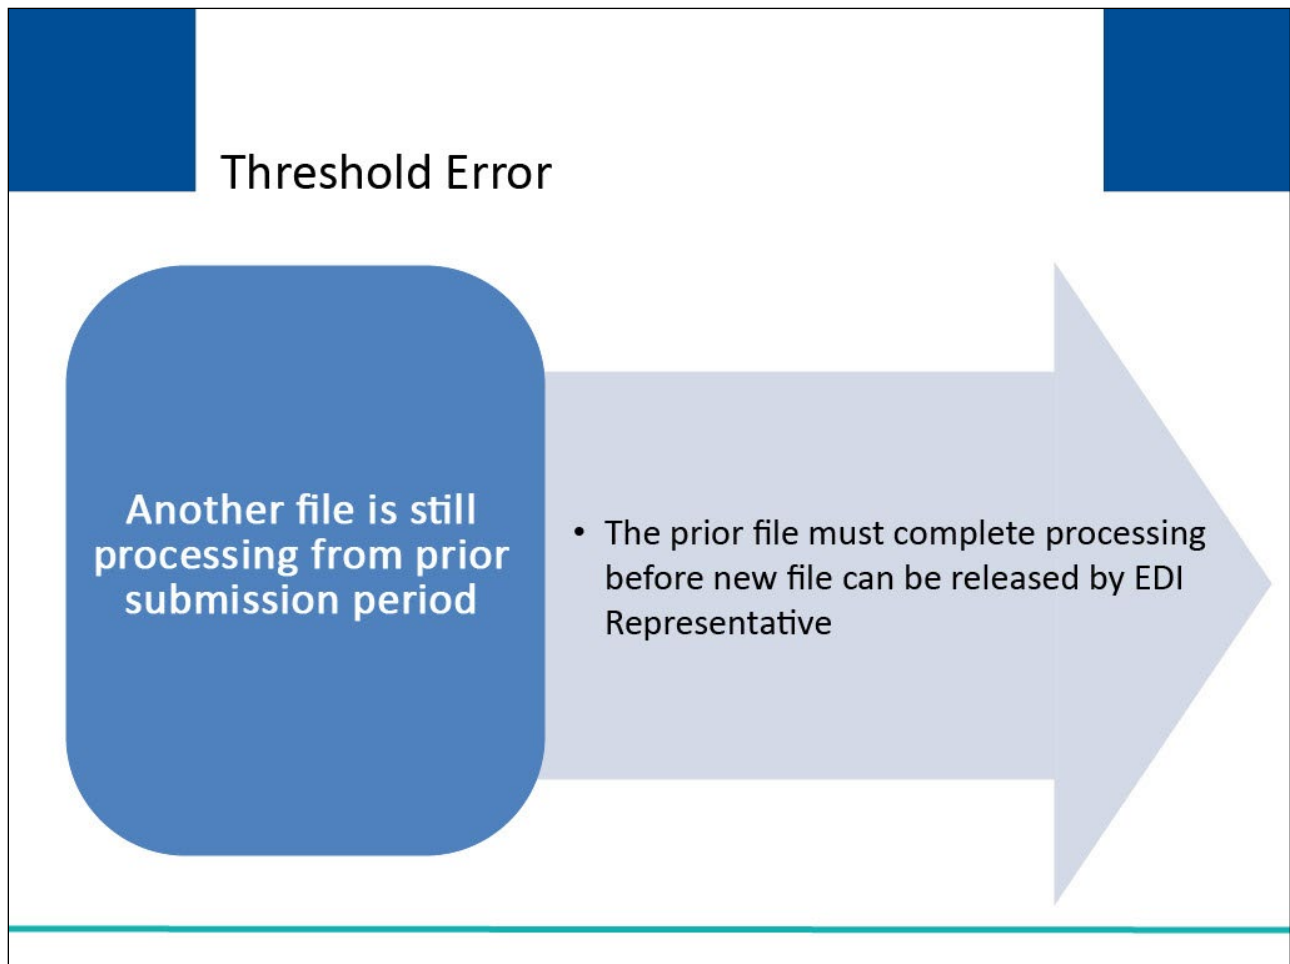 Threshold Error
Another file is still
processing from prior
submission period
• The prior file must complete processing
before new file can be released by EDI
Representative